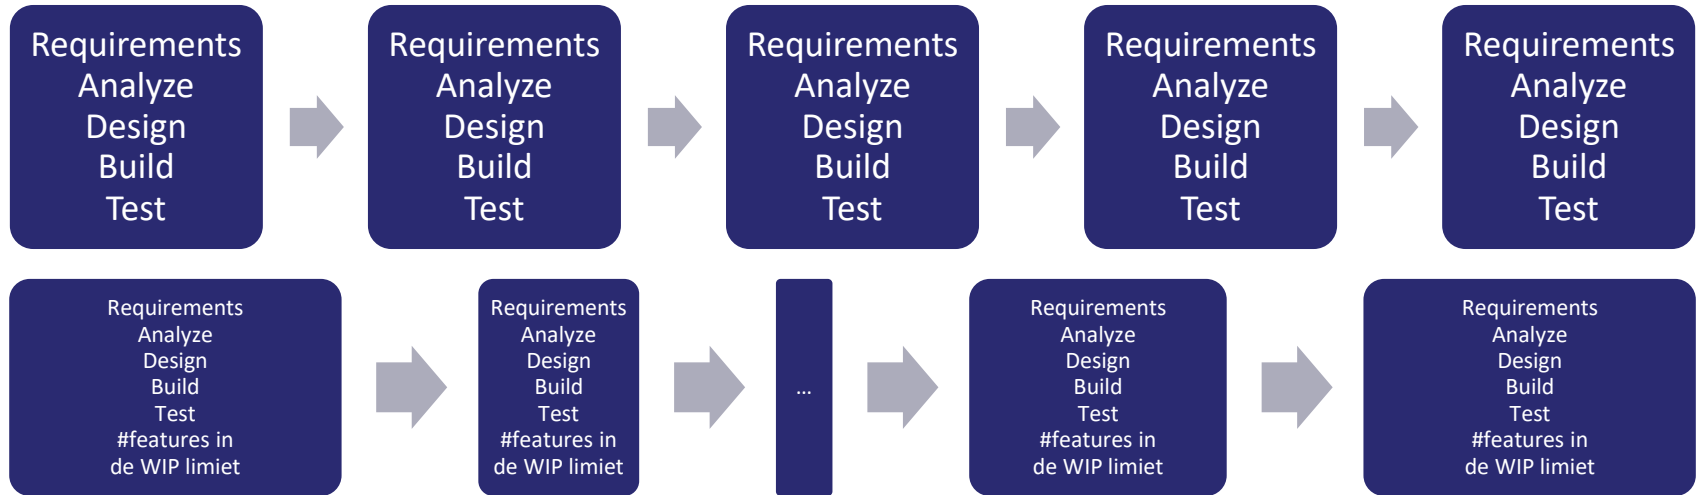 Requirements
Analyze
Design
Build
Test
Requirements
Analyze
Design
Build
Test
Requirements
Analyze
Design
Build
Test
Requirements
Analyze
Design
Build
Test
Requirements
Analyze
Design
Build
Test
Requirements
Analyze
Design
Build
Test
#features in
de WIP limiet
Requirements
Analyze
Design
Build
Test
#features in
de WIP limiet
...
Requirements
Analyze
Design
Build
Test
#features in
de WIP limiet
Requirements
Analyze
Design
Build
Test
#features in
de WIP limiet